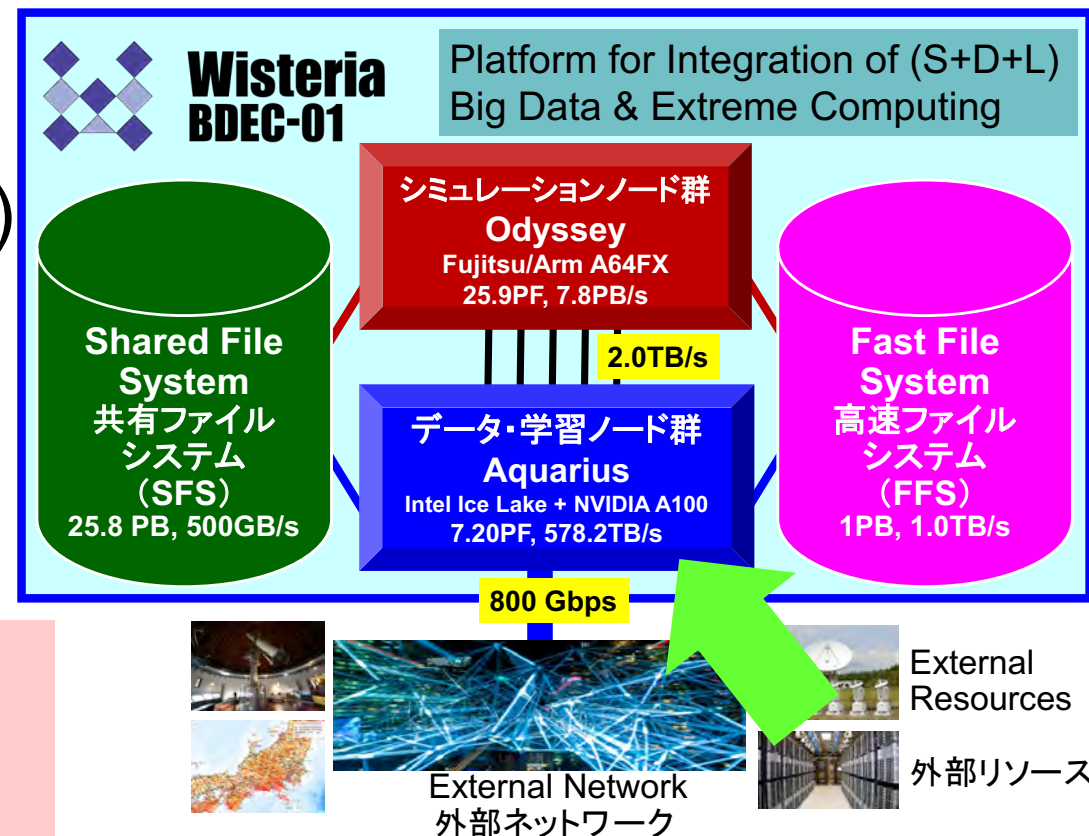 Wisteria
BDEC-01
Platform for Integration of (S+D+L)
Big Data & Extreme Computing
シミュレーションノード群
Odyssey
Fujitsu/Arm A64FX
25.9PF, 7.8PB/s
)
Shared File
System
共有ファイル
システム
（SFS）
25.8 PB, 500GB/s
2.0TB/s
Fast File
System
高速ファイル
システム
（FFS）
1PB, 1.0TB/s
データ・学習ノード群
Aquarius
Intel Ice Lake + NVIDIA A100
7.20PF, 578.2TB/s
800 Gbps
External
Resources
外部リソース
External Network
外部ネットワーク